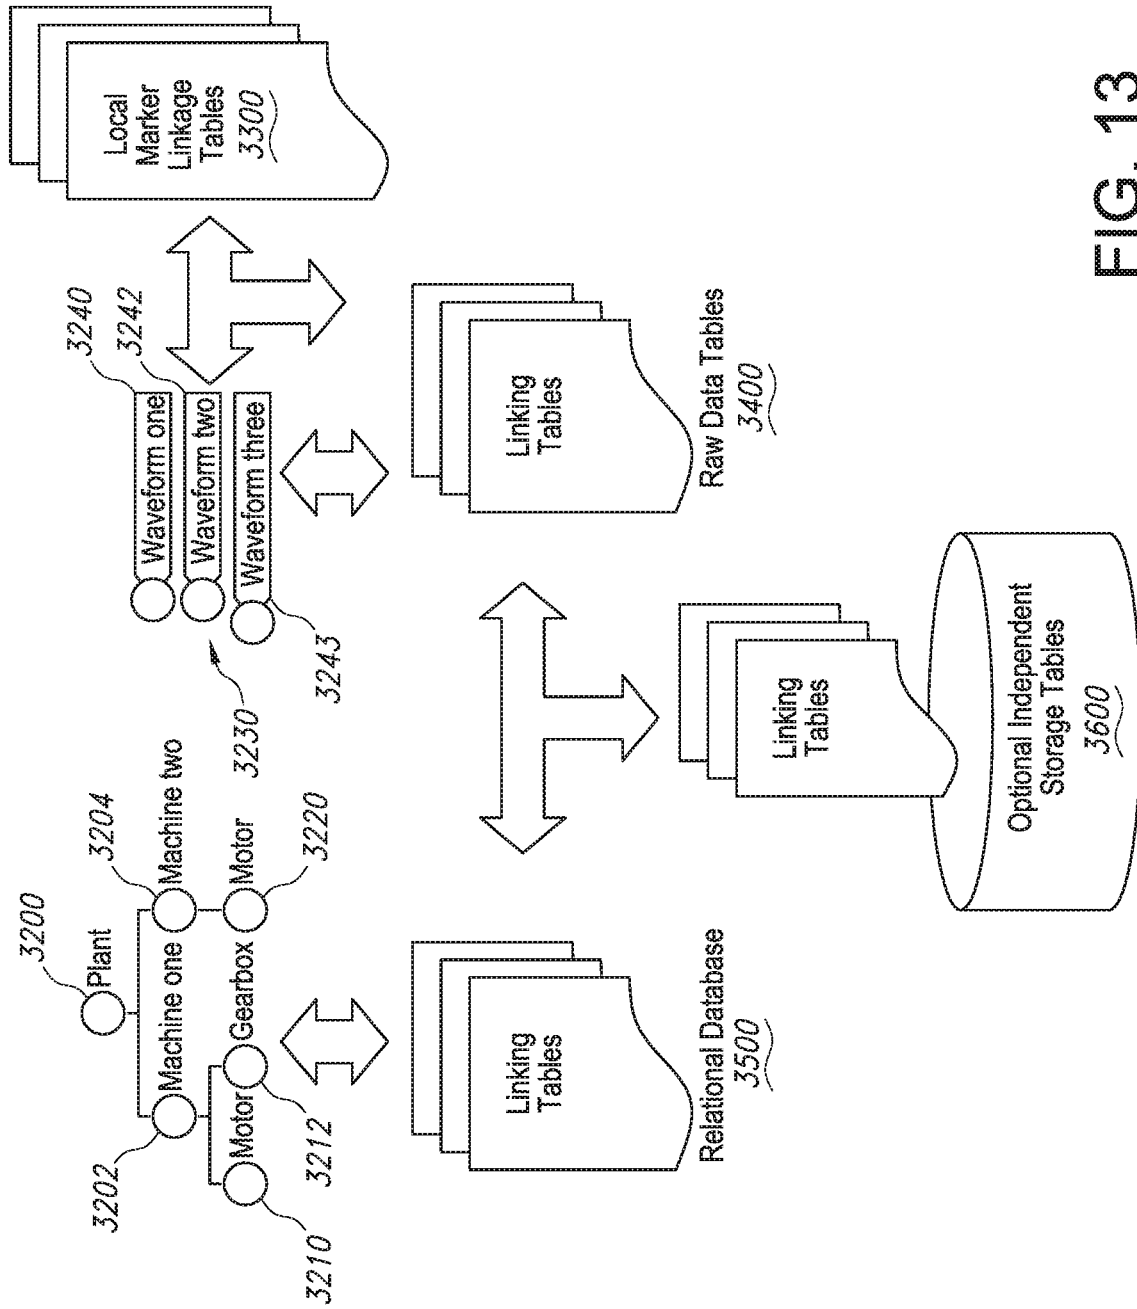 3200
Plant
3202
Machine one
3204
Machine two
3210
Motor
3212
Gearbox
Motor
3220
3230
3240
Waveform one
3242
Waveform two
Waveform three
3243
Local
Marker
Linkage
Tables
3300
Linking
Tables
Relational Database
3500
Linking
Tables
Raw Data Tables
3400
Linking
Tables
Optional Independent
Storage Tables
3600
FIG. 13